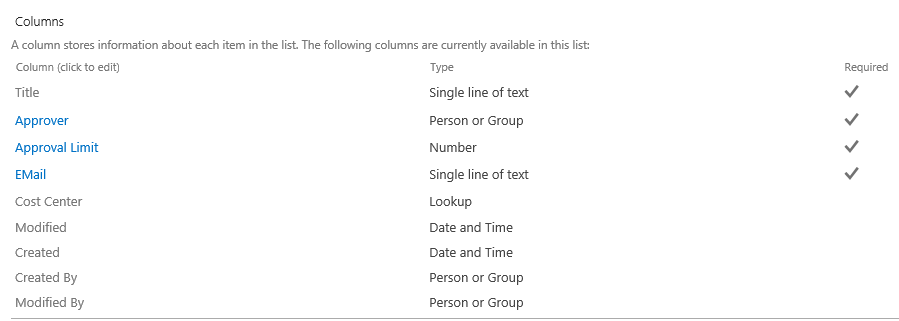 Columns
A column stores information about each item in the list. The following columns are currently available in this list:
Column (click to edit) Type Required
Title Single line of text
Approver Person or Group
Approval Limit Number
EMail Single line of text
Cost Center Lookup
Modified Date and Time
Created Date and Time
Created By Person or Group
Modified By Person or Group